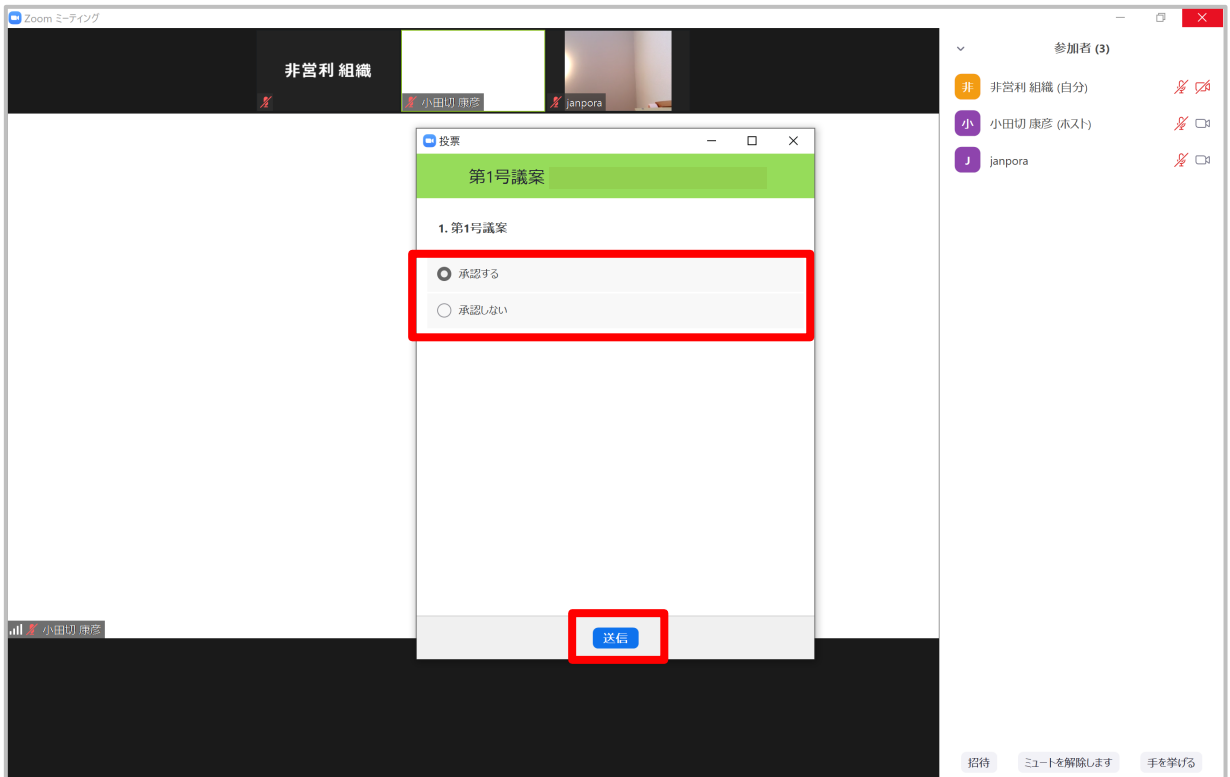 Zoom ミーティング
非営利 組織
小田切 康彦
janpora
参加者 (3)
非 非営利 組織 (自分)
小 小田切 康彦 (ホスト)
J janpora
投票
第1号議案
1. 第1号議案
承認する
承認しない
送信
小田切 康彦
招待 ミュートを解除します 手を挙げる